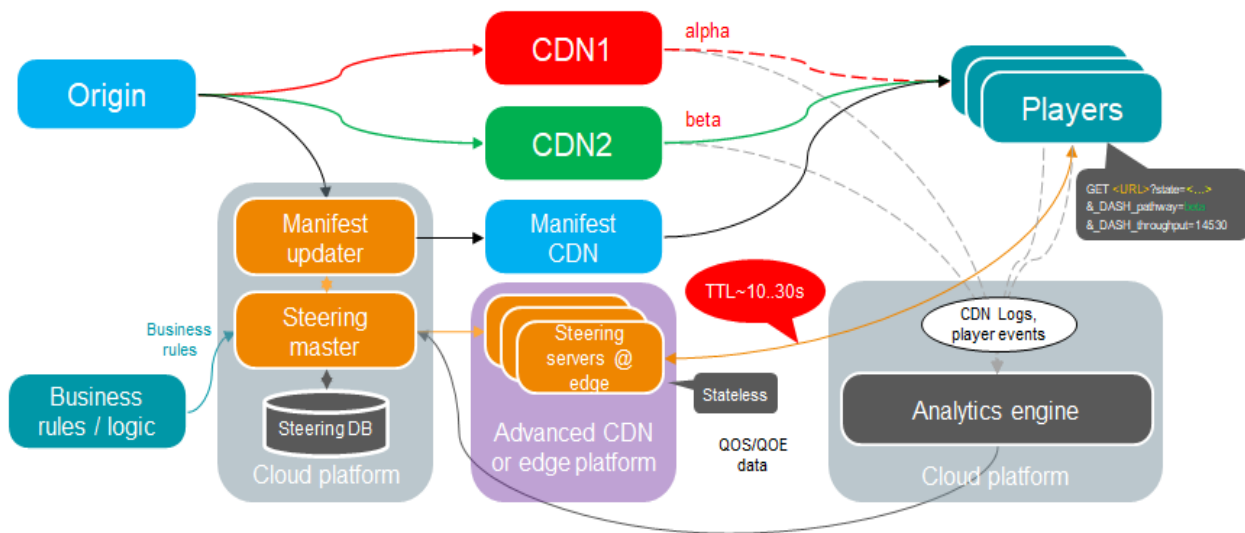 alpha
CDN1
Origin
Players
beta
CDN2
GET <URL>?state=<...>
&_DASH_pathway=beta
&_DASH_throughput=14530
Manifest
updater
Manifest
CDN
TTL~10..30s
CDN Logs,
player events
Business
rules
Steering
master
Steering
servers @
edge
Stateless
Business
rules / logic
Steering DB
Analytics engine
Advanced CDN
or edge platform
QOS/QOE
data
Cloud platform
Cloud platform